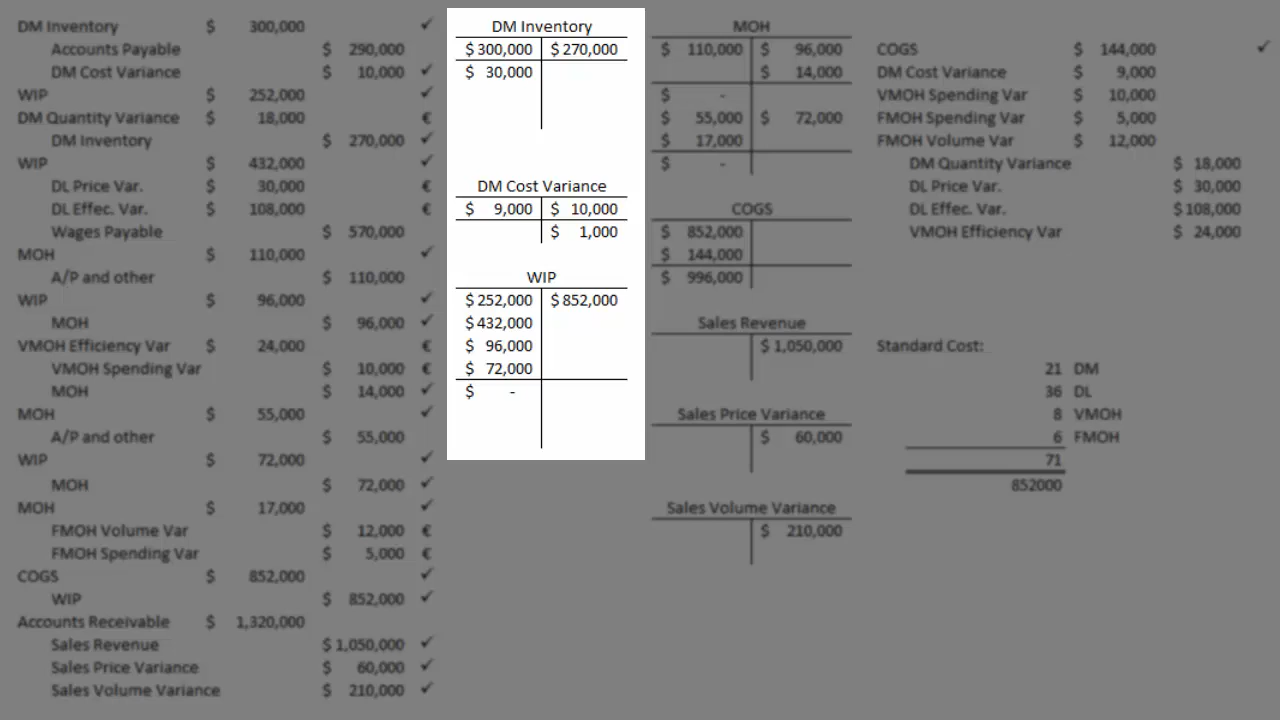 DM Inventory $ 300,000 ✓
Accounts Payable $ 290,000
DM Cost Variance $ 10,000 ✓
WIP $ 252,000 ✓
DM Quantity Variance $ 18,000 €
DM Inventory $ 270,000 ✓
WIP $ 432,000 ✓
DL Price Var. $ 30,000 €
DL Effec. Var. $ 108,000 €
Wages Payable $ 570,000
MOH $ 110,000 ✓
A/P and other $ 110,000
WIP $ 96,000 ✓
MOH $ 96,000 ✓
VMOH Efficiency Var $ 24,000 €
VMOH Spending Var $ 10,000 €
MOH $ 14,000 ✓
MOH $ 55,000 ✓
A/P and other $ 55,000
WIP $ 72,000 ✓
MOH $ 72,000 ✓
MOH $ 17,000 ✓
FMOH Volume Var $ 12,000 €
FMOH Spending Var $ 5,000 €
COGS $ 852,000 ✓
WIP $ 852,000 ✓
Accounts Receivable $ 1,320,000
Sales Revenue $ 1,050,000 ✓
Sales Price Variance $ 60,000 ✓
Sales Volume Variance $ 210,000 ✓
DM Inventory
$ 300,000 $ 270,000
$ 30,000
DM Cost Variance
$ 9,000 $ 10,000
$ 1,000
WIP
$ 252,000 $ 852,000
$ 432,000
$ 96,000
$ 72,000
$ -
MOH
$ 110,000 $ 96,000
$ 14,000
$ -
$ 55,000 $ 72,000
$ 17,000
$ -
COGS
$ 852,000
$ 144,000
$ 996,000
Sales Revenue
$ 1,050,000
Sales Price Variance
$ 60,000
Sales Volume Variance
$ 210,000
COGS $ 144,000 ✓
DM Cost Variance $ 9,000
VMOH Spending Var $ 10,000
FMOH Spending Var $ 5,000
FMOH Volume Var $ 12,000
DM Quantity Variance $ 18,000
DL Price Var. $ 30,000
DL Effec. Var. $ 108,000
VMOH Efficiency Var $ 24,000
Standard Cost:
21 DM
36 DL
8 VMOH
6 FMOH
71
852000